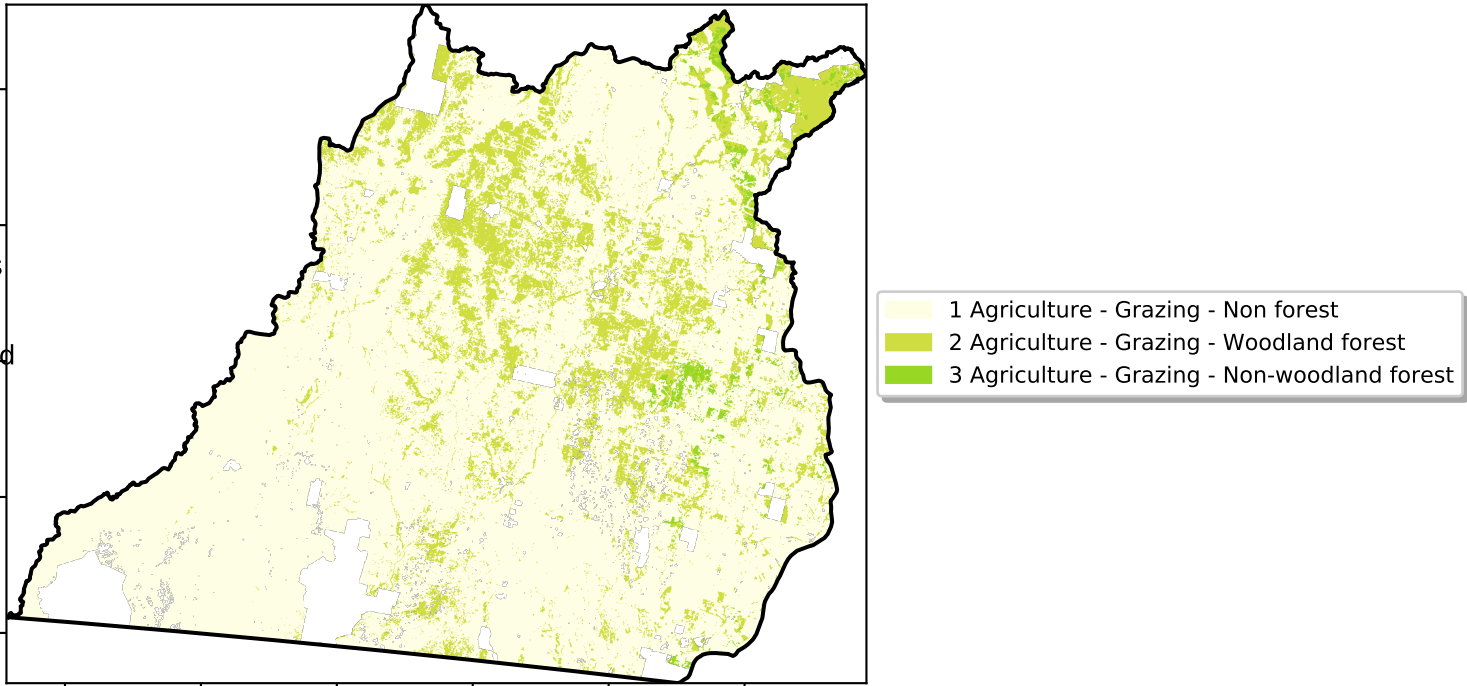 d
1 Agriculture - Grazing - Non forest
2 Agriculture - Grazing - Woodland forest
3 Agriculture - Grazing - Non-woodland forest